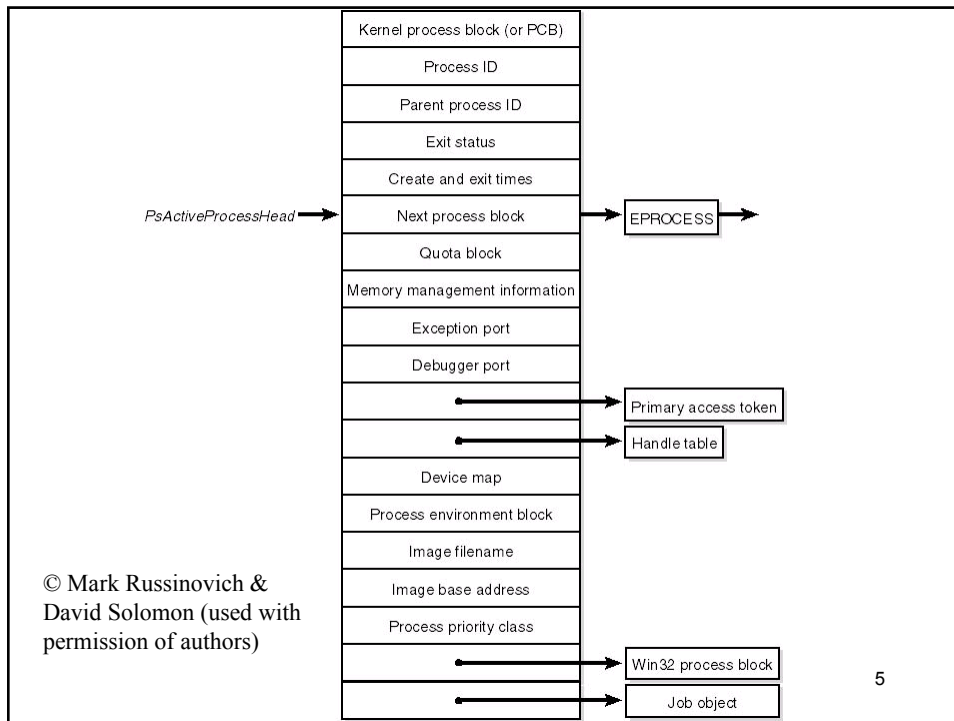 Kernel process block (or PCB)
Process ID
Parent process ID
Exit status
Create and exit times
PsActiveProcessHead
Next process block
EPROCESS
Quota block
Memory management information
Exception port
Debugger port
Primary access token
Handle table
Device map
Process environment block
Image filename
Image base address
Process priority class
Win32 process block
Job object
© Mark Russinovich &
David Solomon (used with
permission of authors)
5